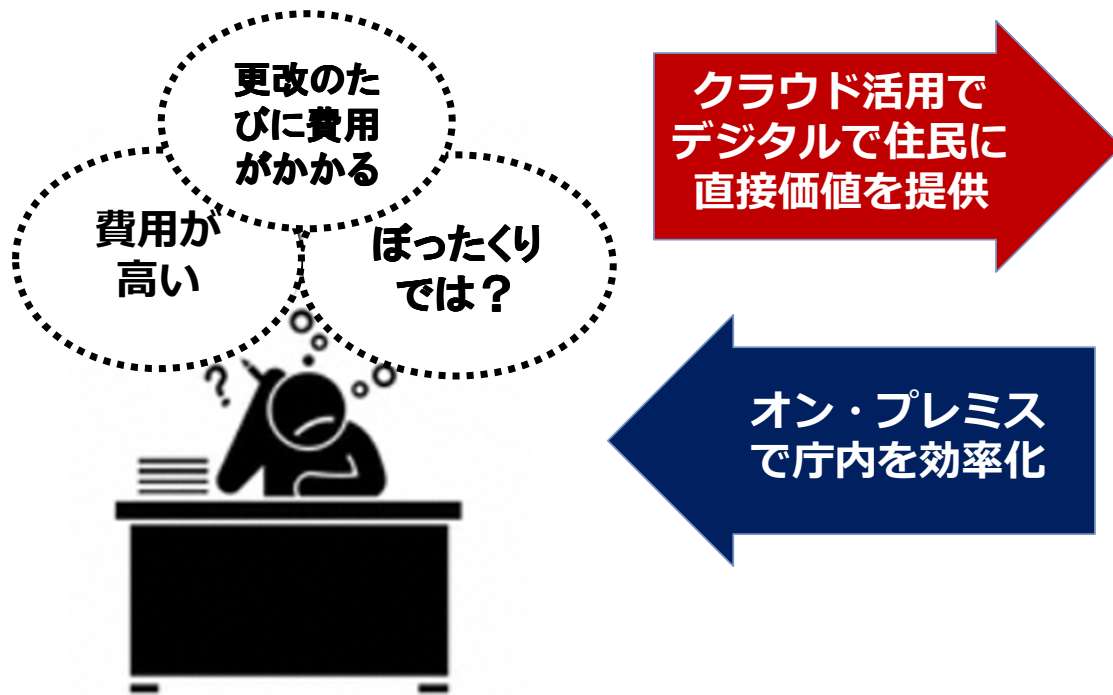 更改のた
びに費用
がかかる
費用が
高い
ぼったくり
では？
?
クラウド活用で
デジタルで住民に
直接価値を提供
オン・プレミス
で庁内を効率化